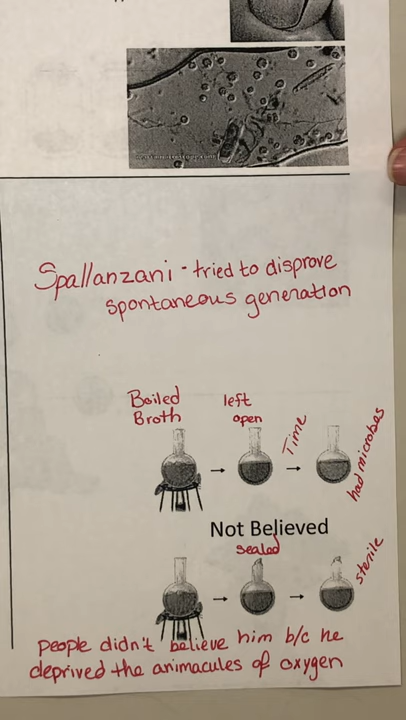 Spallanzani - tried to disprove
spontaneous generation
Boiled
Broth
left
open
Time
had microbes
Not Believed
sealed
sterile
people didn't believe him b/c he
deprived the animacules of oxygen